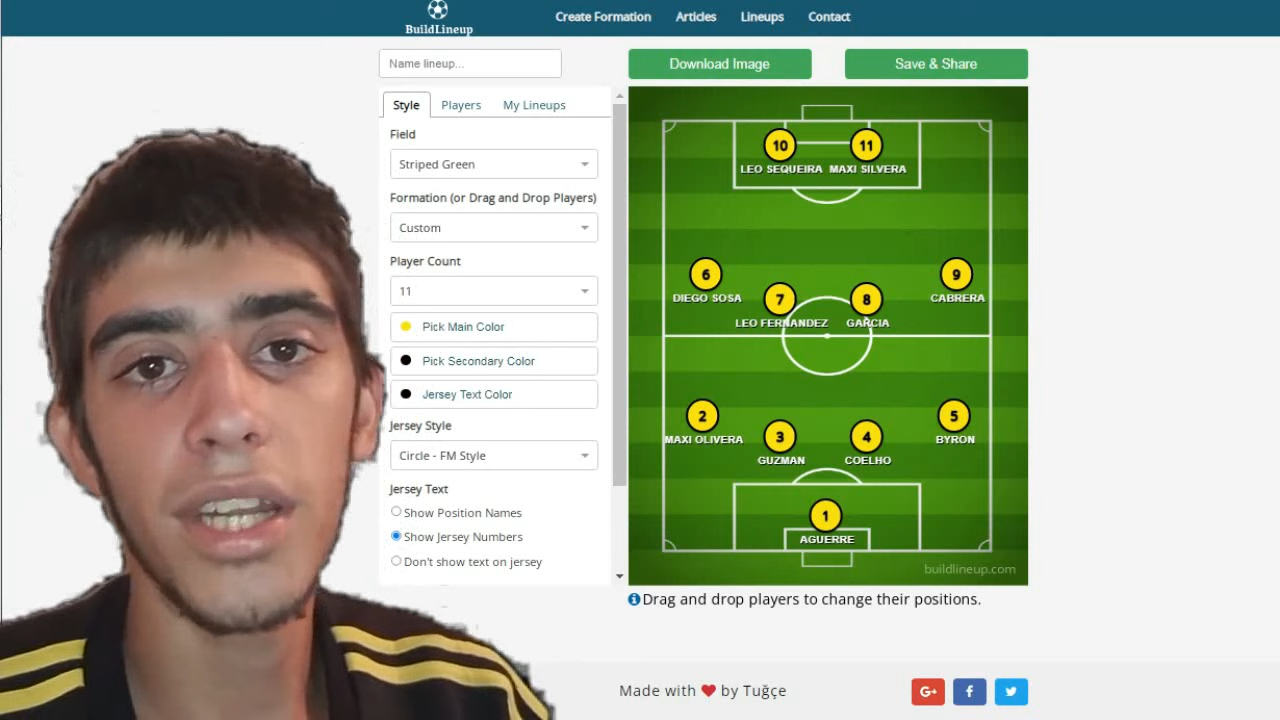 BuildLineup
Create Formation Articles Lineups Contact
Name lineup...
Download Image
Save & Share
Style Players My Lineups
Field
Striped Green
Formation (or Drag and Drop Players)
Custom
Player Count
11
Pick Main Color
Pick Secondary Color
Jersey Text Color
Jersey Style
Circle - FM Style
Jersey Text
Show Position Names
Show Jersey Numbers
Don't show text on jersey
10 11
LEO SEQUEIRA MAXI SILVERA
6 9
DIEGO SOSA CABRERA
7 8
LEO FERNANDEZ GARCIA
2 5
MAXI OLIVERA BYRON
3 4
GUZMAN COELHO
1
AGUERRE
buildlineup.com
Drag and drop players to change their positions.
Made with ❤ by Tuğçe
G+ f